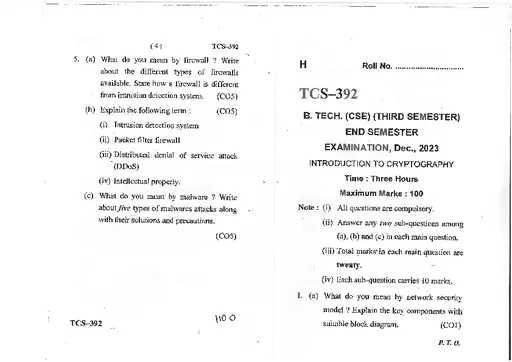 ( 4 ) TCS-392
5. (a) What do you mean by firewall ? Write
about the different types of firewalls
available. State how a firewall is different
from intrusion detection system. (CO5)
(b) Explain the following term : (CO5)
(i) Intrusion detection system
(ii) Packet filter firewall
(iii) Distributed denial of service attack
(DDoS)
(iv) Intellectual property.
(c) What do you mean by malware ? Write
about five types of malwares attacks along
with their solutions and precautions.
(CO5)
TCS-392
H Roll No. ..............................
TCS-392
B. TECH. (CSE) (THIRD SEMESTER)
END SEMESTER
EXAMINATION, Dec., 2023
INTRODUCTION TO CRYPTOGRAPHY
Time : Three Hours
Maximum Marks : 100
Note : (i) All questions are compulsory.
(ii) Answer any two sub-questions among
(a), (b) and (c) in each main question.
(iii) Total marks in each main question are
twenty.
(iv) Each sub-question carries 10 marks.
1. (a) What do you mean by network security
model ? Explain the key components with
suitable block diagram. (CO1)
P. T. O.